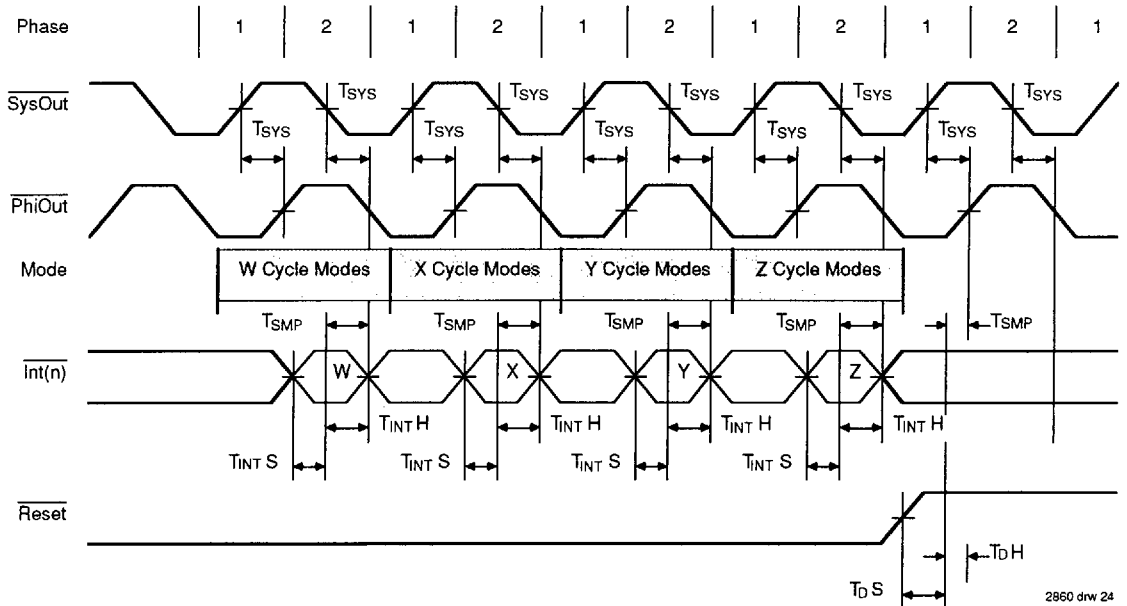 Phase 1 2 1 2 1 2 1 2 1 2 1
SysOut
TSYS TSYS TSYS TSYS TSYS
TSYS TSYS TSYS TSYS TSYS
PhiOut
Mode W Cycle Modes X Cycle Modes Y Cycle Modes Z Cycle Modes
TSMP TSMP TSMP TSMP TSMP
Int(n) W X Y Z
TINT H TINT H TINT H TINT H
TINT S TINT S TINT S TINT S
Reset
TD H
TD S
2860 drw 24